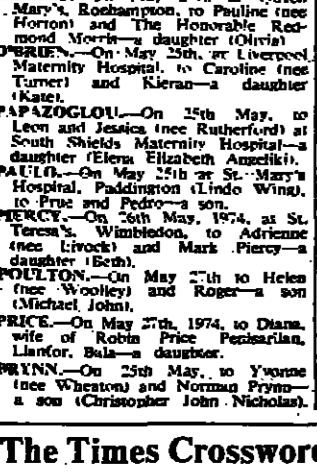 Mary's, Roehampton, to Pauline (nee
Horton) and The Honorable Red-
mond Morris—a daughter (Olivia)
O'BRIEN.—On May 25th, at Liverpool
Maternity Hospital, to Caroline (nee
Turner) and Kieran—a daughter
(Kate).
PAPAZOGLOU.—On 25th May, to
Leon and Jessica (nee Rutherford) at
South Shields Maternity Hospital—a
daughter (Elena Elizabeth Angeliki).
PAULO.—On May 25th at St. Mary's
Hospital, Paddington (Lindo Wing),
to Prue and Pedro—a son.
PIERCY.—On 26th May, 1974, at St.
Teresa's, Wimbledon, to Adrienne
(nee Livock) and Mark Piercy—a
daughter (Beth).
POULTON.—On May 27th to Helen
(nee Woolley) and Roger—a son
(Michael John).
PRICE.—On May 27th, 1974, to Diana,
wife of Robin Price
Llanfor, Bala—a daughter.
PRYNN.—On 25th May, to Yvonne
(nee Wheaton) and Norman Prynn—
a son (Christopher John Nicholas).
The Times Crossword